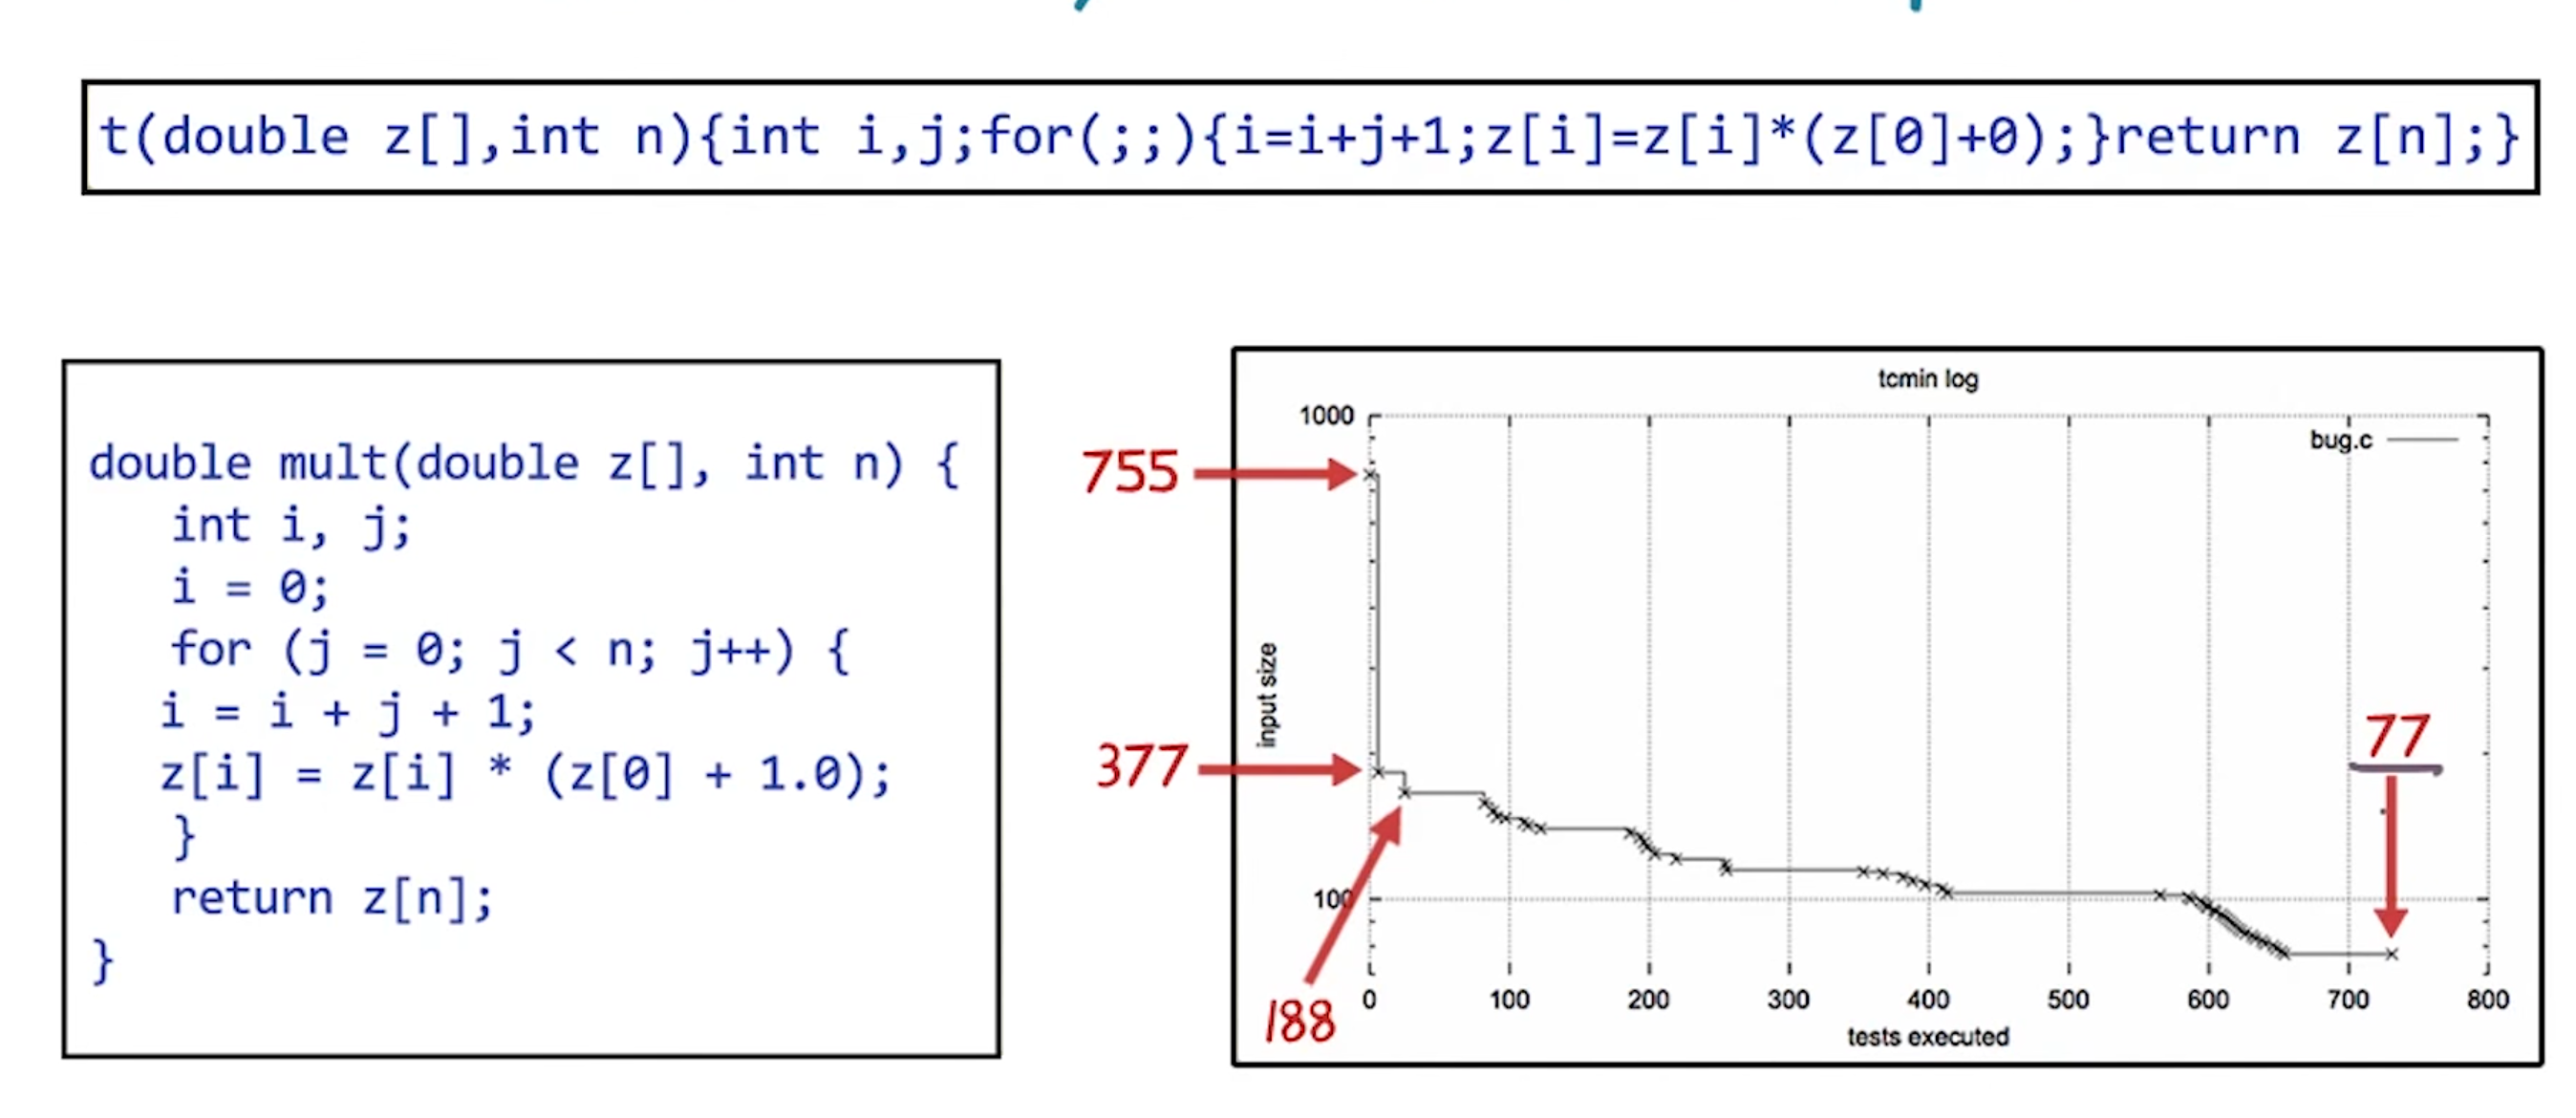 t(double z[],int n){int i,j;for(;;){i=i+j+1;z[i]=z[i]*(z[0]+0);}return z[n];}
double mult(double z[], int n) {
int i, j;
i = 0;
for (j = 0; j < n; j++) {
i = i + j + 1;
z[i] = z[i] * (z[0] + 1.0);
}
return z[n];
}
tcmin log
1000
bug.c
755
input size
377
77
100
188
0 100 200 300 400 500 600 700 800
tests executed